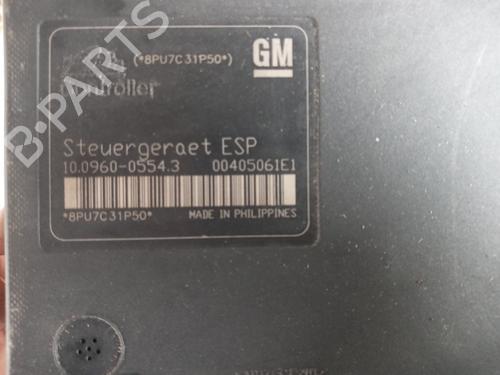 (*8PU7C31P50*)
GM
Steuergeraet ESP
10.0960-0554.3 00405061E1
*8PU7C31P50* MADE IN PHILIPPINES
B-PARTS